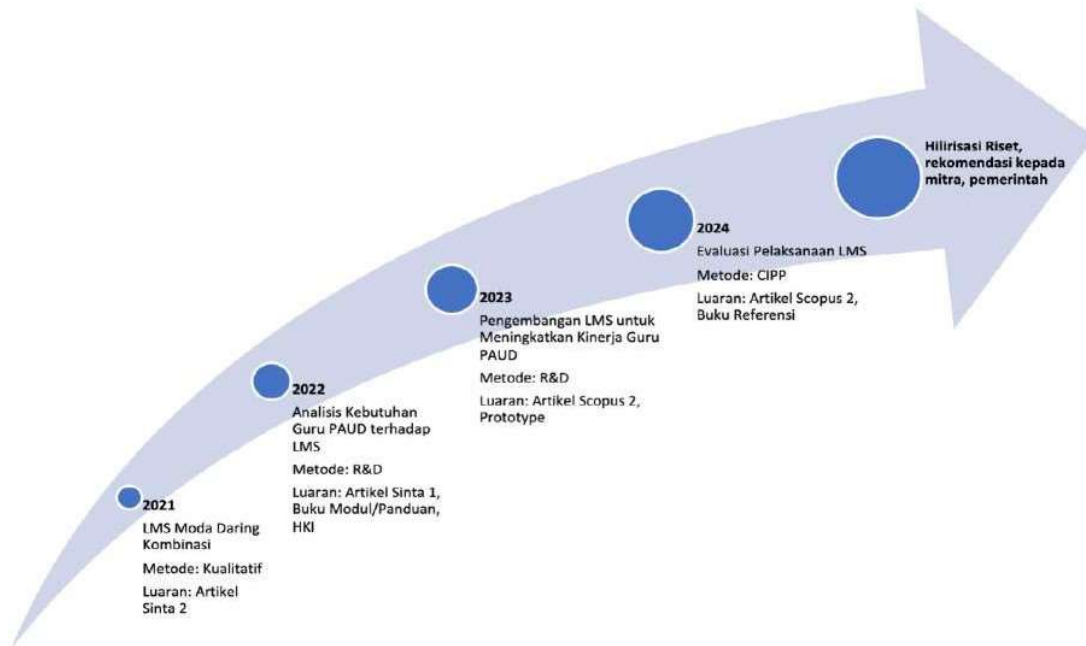 2021
LMS Moda Daring
Kombinasi
Metode: Kualitatif
Luaran: Artikel
Sinta 2
2022
Analisis Kebutuhan
Guru PAUD terhadap
LMS
Metode: R&D
Luaran: Artikel Sinta 1,
Buku Modul/Panduan,
HKI
2023
Pengembangan LMS untuk
Meningkatkan Kinerja Guru
PAUD
Metode: R&D
Luaran: Artikel Scopus 2,
Prototype
2024
Evaluasi Pelaksanaan LMS
Metode: CIPP
Luaran: Artikel Scopus 2,
Buku Referensi
Hilirisasi Riset,
rekomendasi kepada
mitra, pemerintah